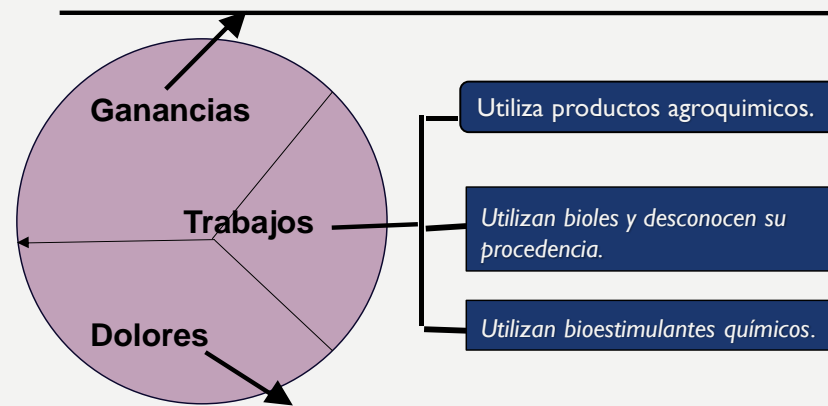 Ganancias
Utiliza productos agroquimicos.
Trabajos
Utilizan bioles y desconocen su
procedencia.
Dolores
Utilizan bioestimulantes químicos.